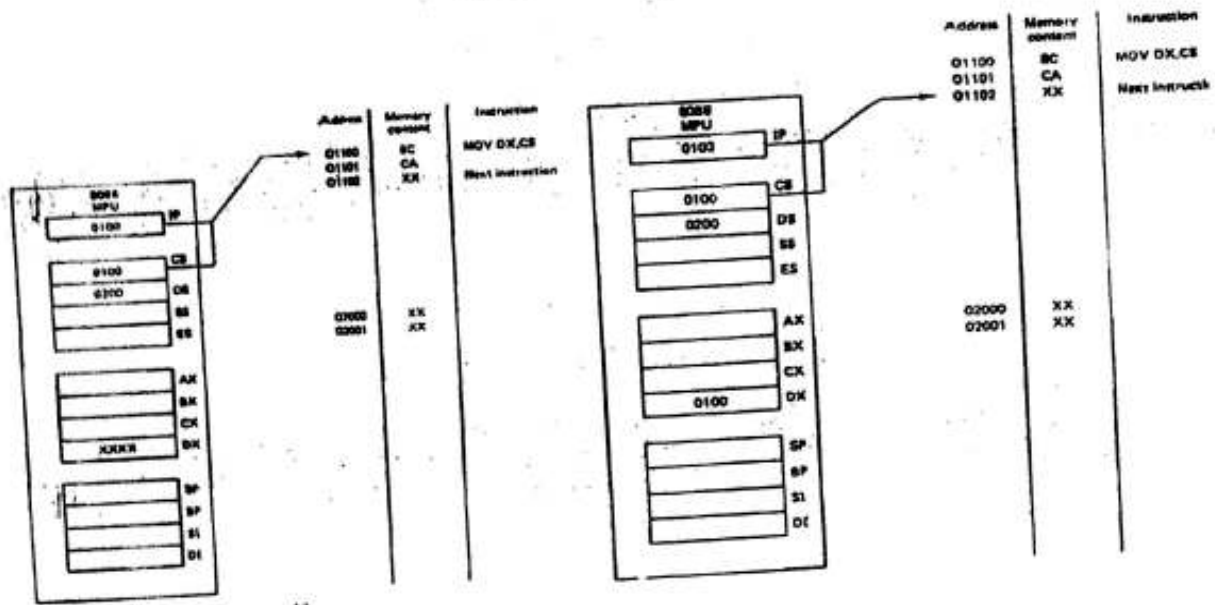 Address Memory content Instruction
01100 8C MOV DX,CS
01101 CA
01102 XX Next instruction
8086
MPU
IP
0100
CS
0100
0200 DS
SS
ES
02000 XX
02001 XX
AX
BX
CX
XXXX DX
SP
BP
SI
DI
Address Memory content Instruction
01100 8C MOV DX,CS
01101 CA
01102 XX Next instructi
8086
MPU
IP
0102
CS
0100
0200 DS
SS
ES
02000 XX
02001 XX
AX
BX
CX
0100 DX
SP
BP
SI
DI